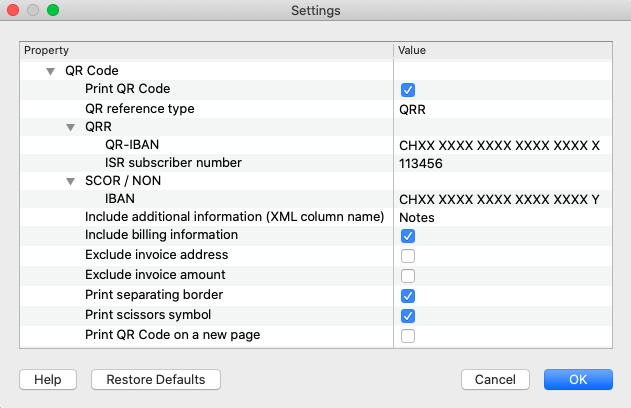 Settings
Property Value
QR Code
Print QR Code
QR reference type QRR
QRR
QR-IBAN CHXX XXXX XXXX XXXX XXXX X
ISR subscriber number 113456
SCOR / NON
IBAN CHXX XXXX XXXX XXXX XXXX Y
Include additional information (XML column name) Notes
Include billing information
Exclude invoice address
Exclude invoice amount
Print separating border
Print scissors symbol
Print QR Code on a new page
Help Restore Defaults Cancel OK